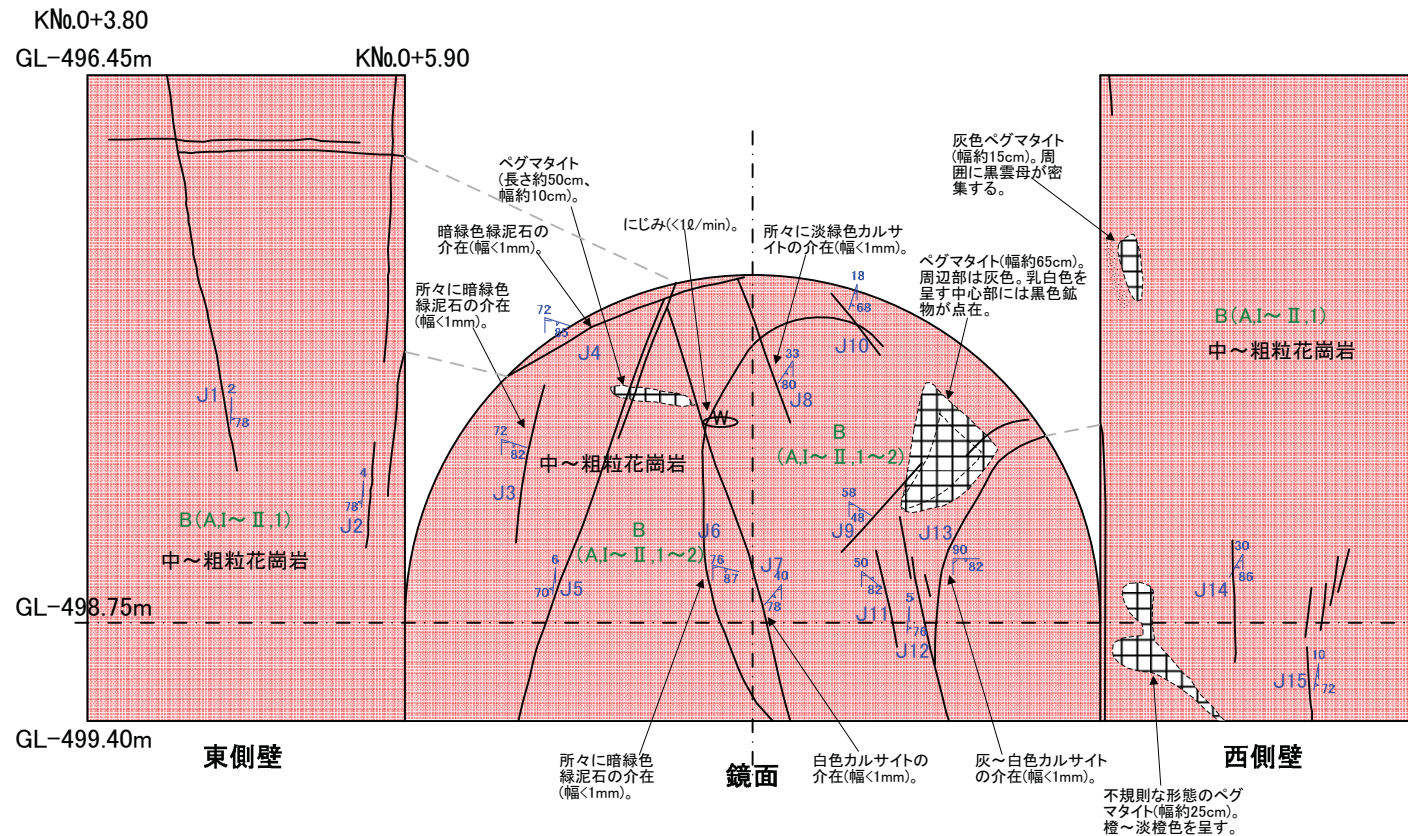 KNo.0+3.80
GL-496.45m
KNo.0+5.90
ペグマタイト
(長さ約50cm、
幅約10cm)。
暗緑色緑泥石の
介在(幅<1mm)。
所々に暗緑色
緑泥石の介在
(幅<1mm)。
にじみ(<1ℓ/min)。
所々に淡緑色カルサ
イトの介在(幅<1mm)。
ペグマタイト(幅約65cm)。
周辺部は灰色。乳白色を
呈す中心部には黒色鉱
物が点在。
灰色ペグマタイト
(幅約15cm)。周
囲に黒雲母が密
集する。
J1
2
78
J2
4
78
B(A,I~Ⅱ,1)
中~粗粒花崗岩
72
85
J4
72
82
J3
中~粗粒花崗岩
B
(A,I~Ⅱ,1~2)
6
70
J5
W
J6
76
87
J7
40
78
33
80
J8
18
68
J10
B
(A,I~Ⅱ,1~2)
58
48
J9
50
82
J11
5
76
J12
J13
90
82
B(A,I~Ⅱ,1)
中~粗粒花崗岩
30
86
J14
10
72
J15
GL-498.75m
GL-499.40m
東側壁
所々に暗緑色
緑泥石の介在
(幅<1mm)。
鏡面
白色カルサイトの
介在(幅<1mm)。
灰~白色カルサイト
の介在(幅<1mm)。
西側壁
不規則な形態のペグ
マタイト(幅約25cm)。
橙~淡橙色を呈す。